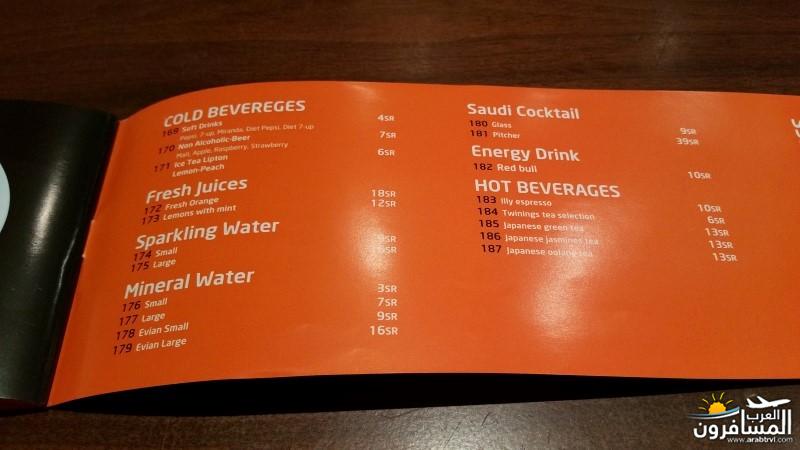 COLD BEVEREGES
169 Soft Drinks 4SR
Pepsi, 7-up, Miranda, Diet Pepsi, Diet 7-up
170 Non Alcoholic-Beer 7SR
Malt, Apple, Raspberry, Strawberry
171 Ice Tea Lipton 6SR
Lemon-Peach
Fresh Juices
172 Fresh Orange 18SR
173 Lemons with mint 12SR
Sparkling Water
174 Small
175 Large
Mineral Water
176 Small 3SR
177 Large 7SR
178 Evian Small 9SR
179 Evian Large 16SR
Saudi Cocktail
180 Glass 9SR
181 Pitcher 39SR
Energy Drink
182 Red bull 10SR
HOT BEVERAGES
183 Illy espresso 10SR
184 Twinings tea selection 6SR
185 Japanese green tea 13SR
186 Japanese jasmines tea 13SR
187 Japanese oolang tea 13SR
العرب
المسافرون
www.arabtrvl.com